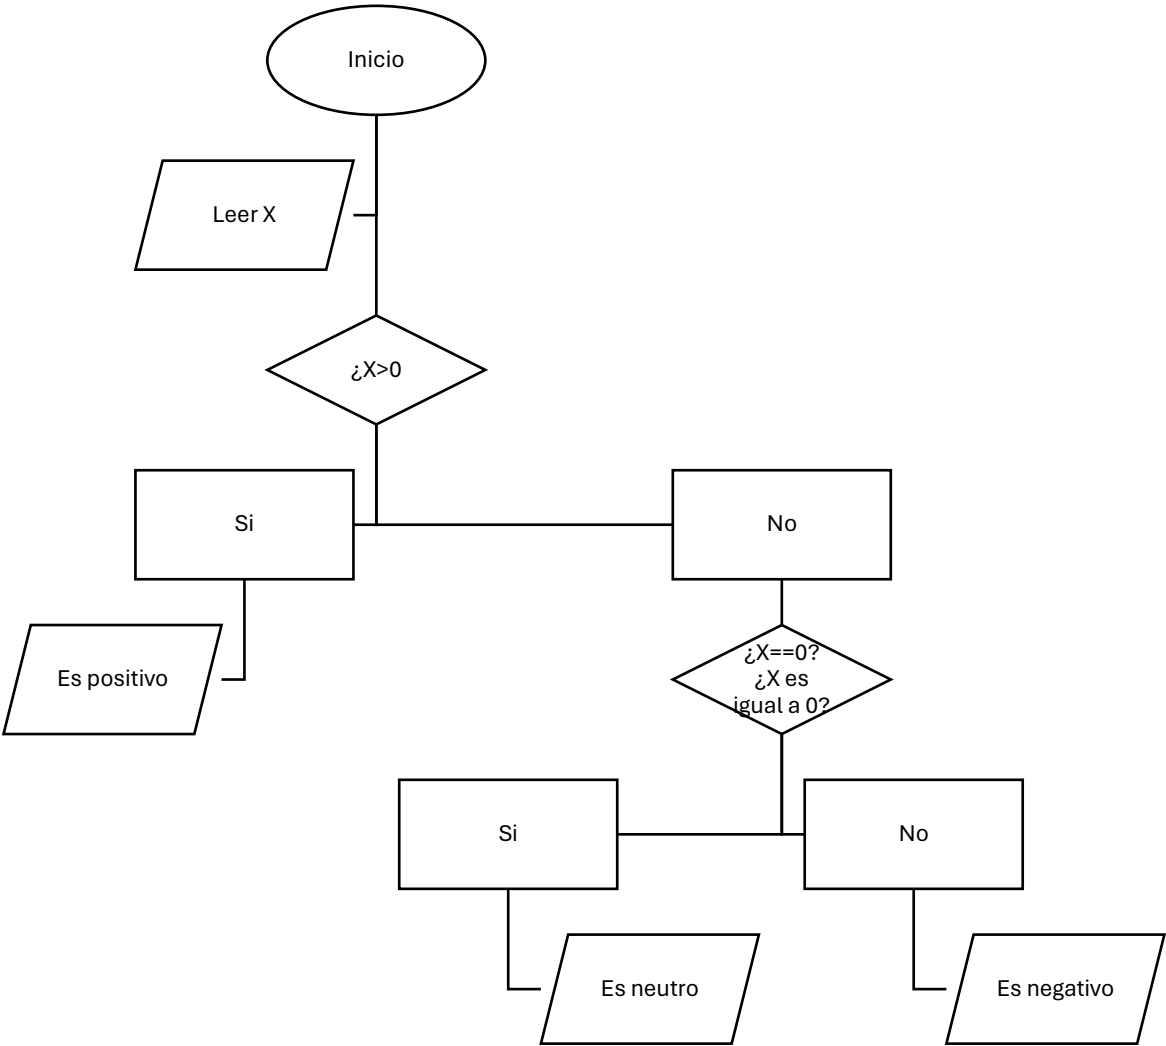 Inicio
Leer X
¿X>0
Si
No
Es positivo
¿X==0?
¿X es
igual a 0?
Si
No
Es neutro
Es negativo